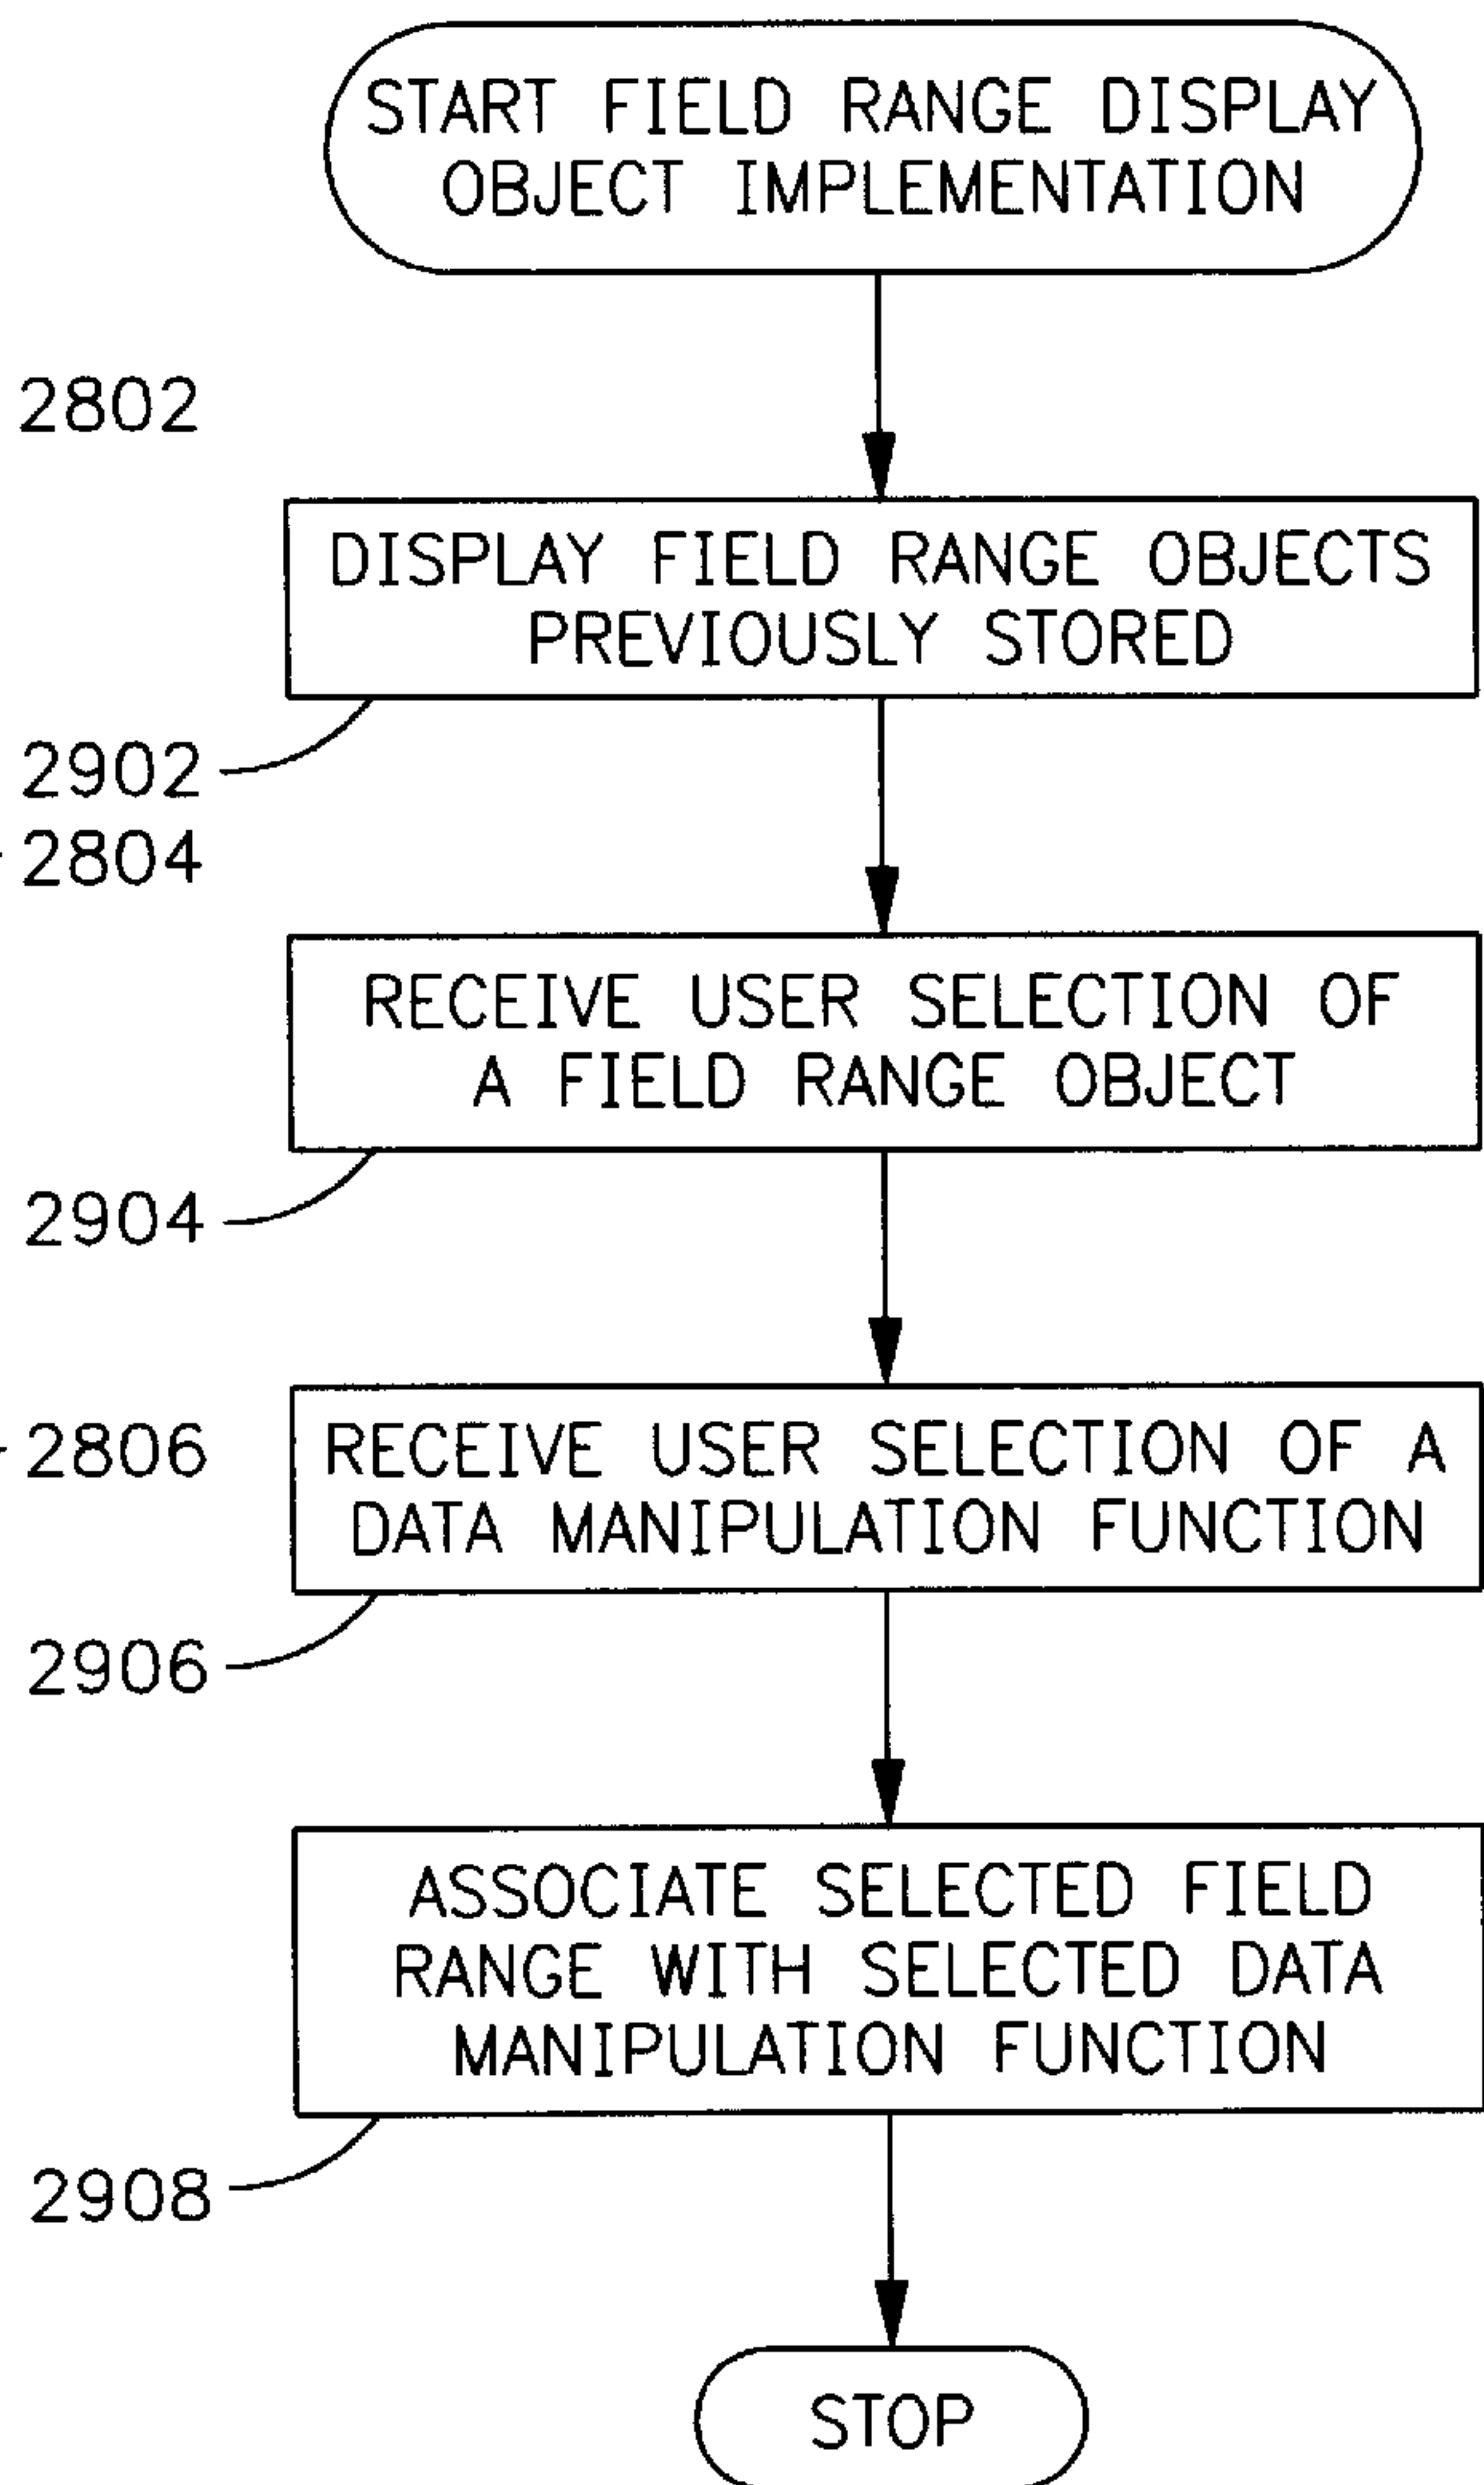 START FIELD RANGE DISPLAY
OBJECT IMPLEMENTATION
2802
DISPLAY FIELD RANGE OBJECTS
PREVIOUSLY STORED
2902
2804
RECEIVE USER SELECTION OF
A FIELD RANGE OBJECT
2904
2806
RECEIVE USER SELECTION OF A
DATA MANIPULATION FUNCTION
2906
ASSOCIATE SELECTED FIELD
RANGE WITH SELECTED DATA
MANIPULATION FUNCTION
2908
STOP